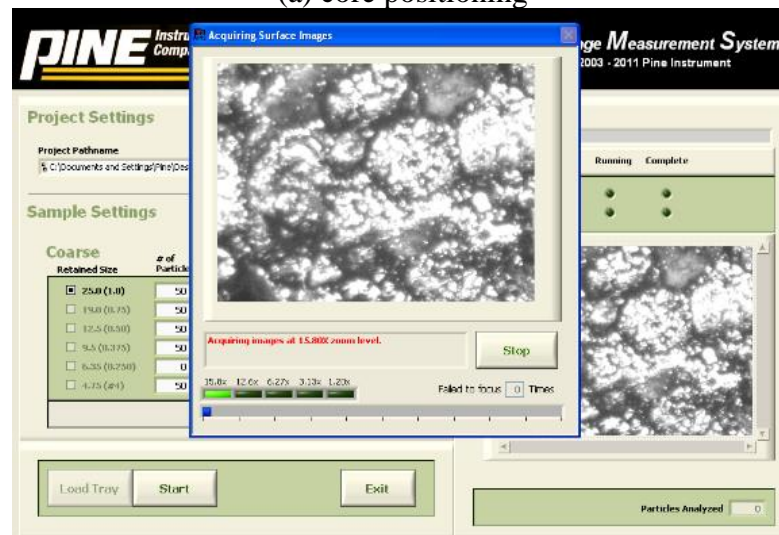 (a) core positioning
PINE Instru
Comp
Acquiring Surface Images
ge Measurement System
2003 - 2011 Pine Instrument
Project Settings
Project Pathname
C:\Documents and Settings\Pine\Des
Running Complete
Sample Settings
Coarse
Retained Size
# of
Particle
25.0 (1.0) 50
19.0 (0.75) 50
12.5 (0.50) 50
9.5 (0.375) 50
6.35 (0.250) 0
4.75 (#4) 50
Acquiring images at 15.80X zoom level.
Stop
15.8x 12.6x 6.27x 3.13x 1.20x
Failed to focus 0 Times
Load Tray Start Exit
Particles Analyzed 0